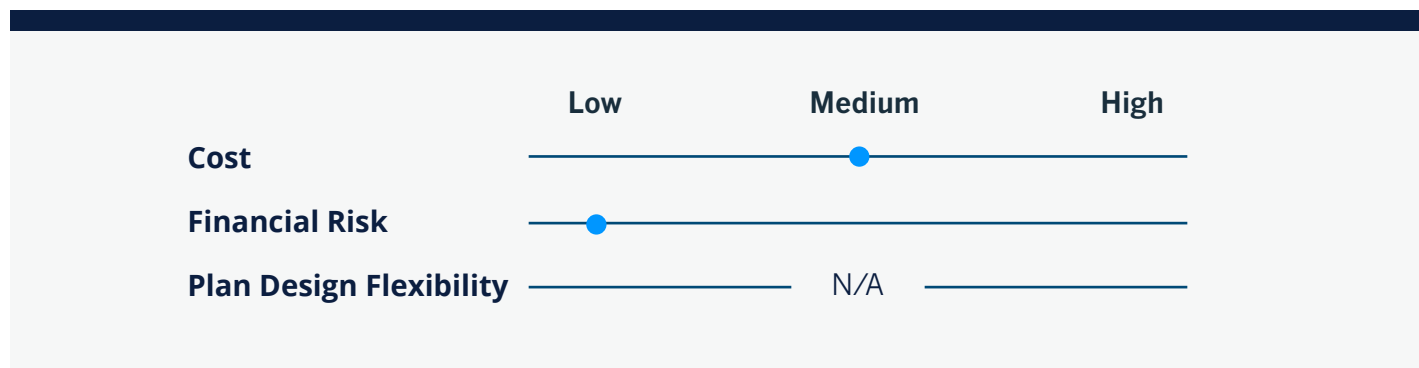 Low Medium High
Cost
Financial Risk
Plan Design Flexibility N/A